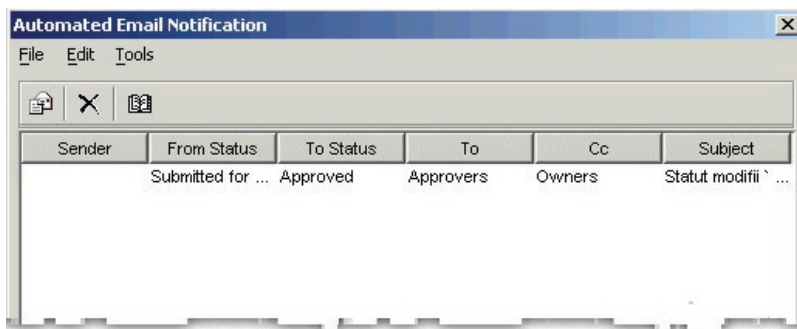 Automated Email Notification
File Edit Tools
Sender From Status To Status To Cc Subject
Submitted for ... Approved Approvers Owners Statut modifii ` ...